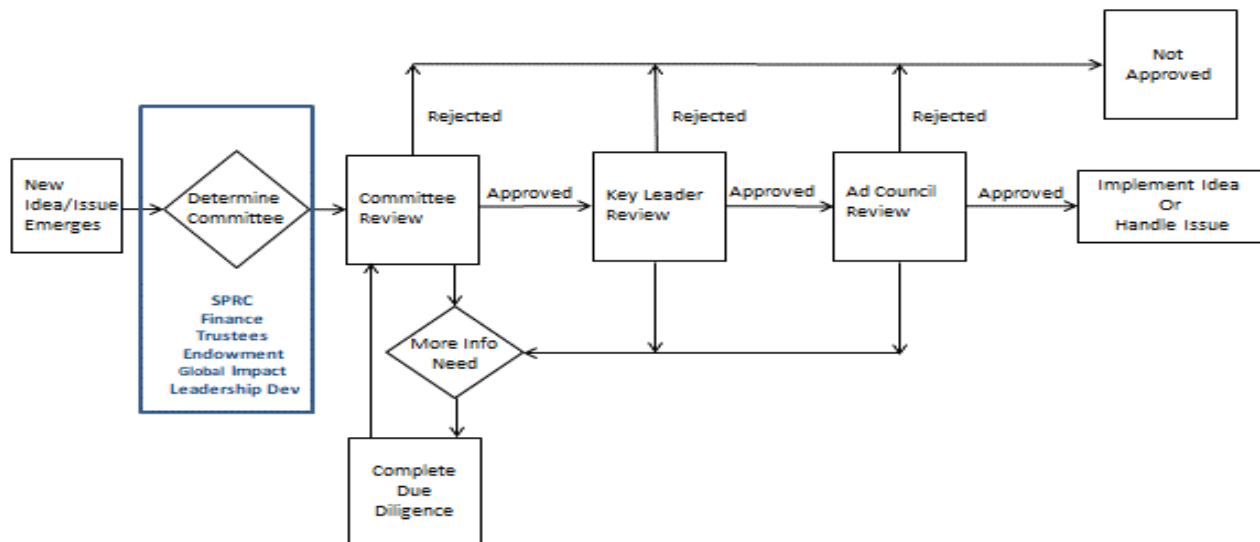 Not
Approved
Rejected
Rejected
Rejected
New
Idea/Issue
Emerges
Determine
Committee
Committee
Review
Approved
Key Leader
Review
Approved
Ad Council
Review
Approved
Implement Idea
Or
Handle Issue
SPRC
Finance
Trustees
Endowment
Global Impact
Leadership Dev
More Info
Need
Complete
Due
Diligence